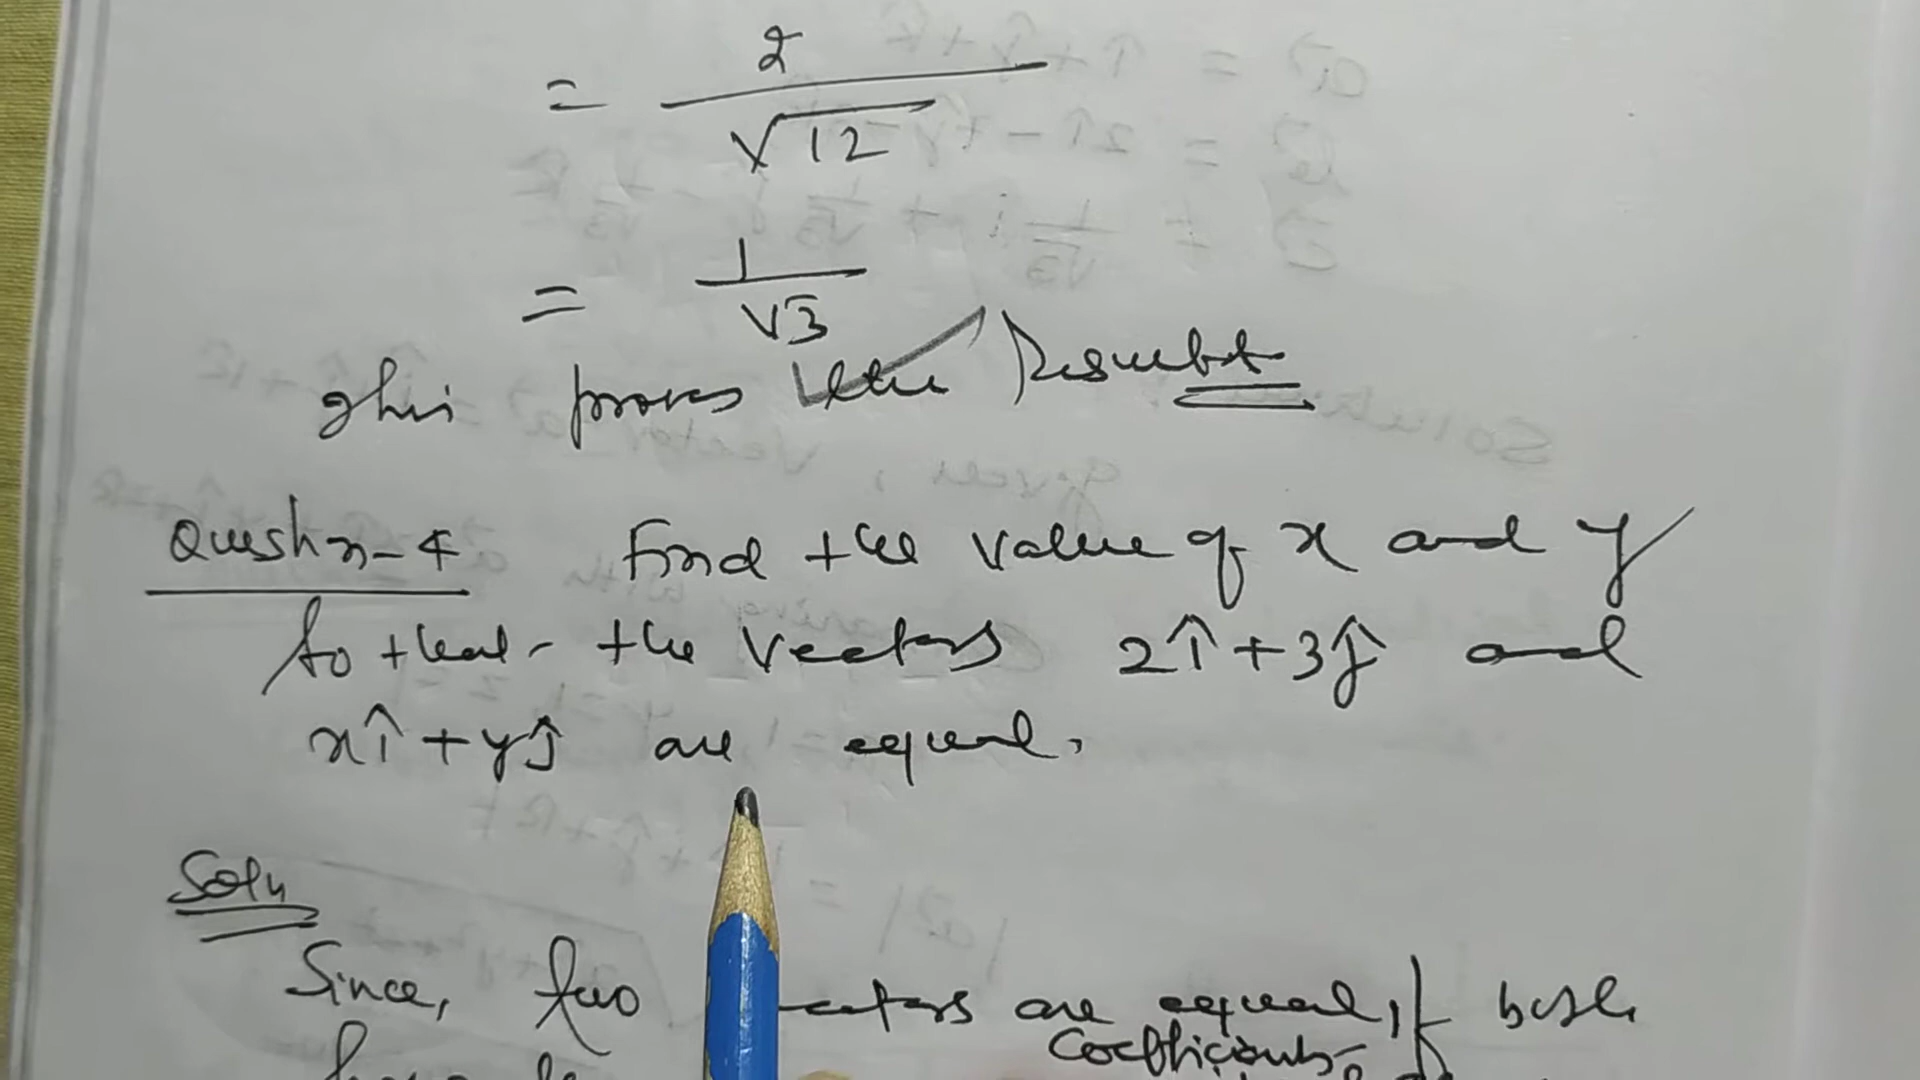 = 2/√12
= 1/√3
This proves the Result
Questn-4 Find the value of x and y
so that the vectors 2î+3ĵ and
xî+yĵ are equal.
Soln
Since, two vectors are equal, if both
Coefficients